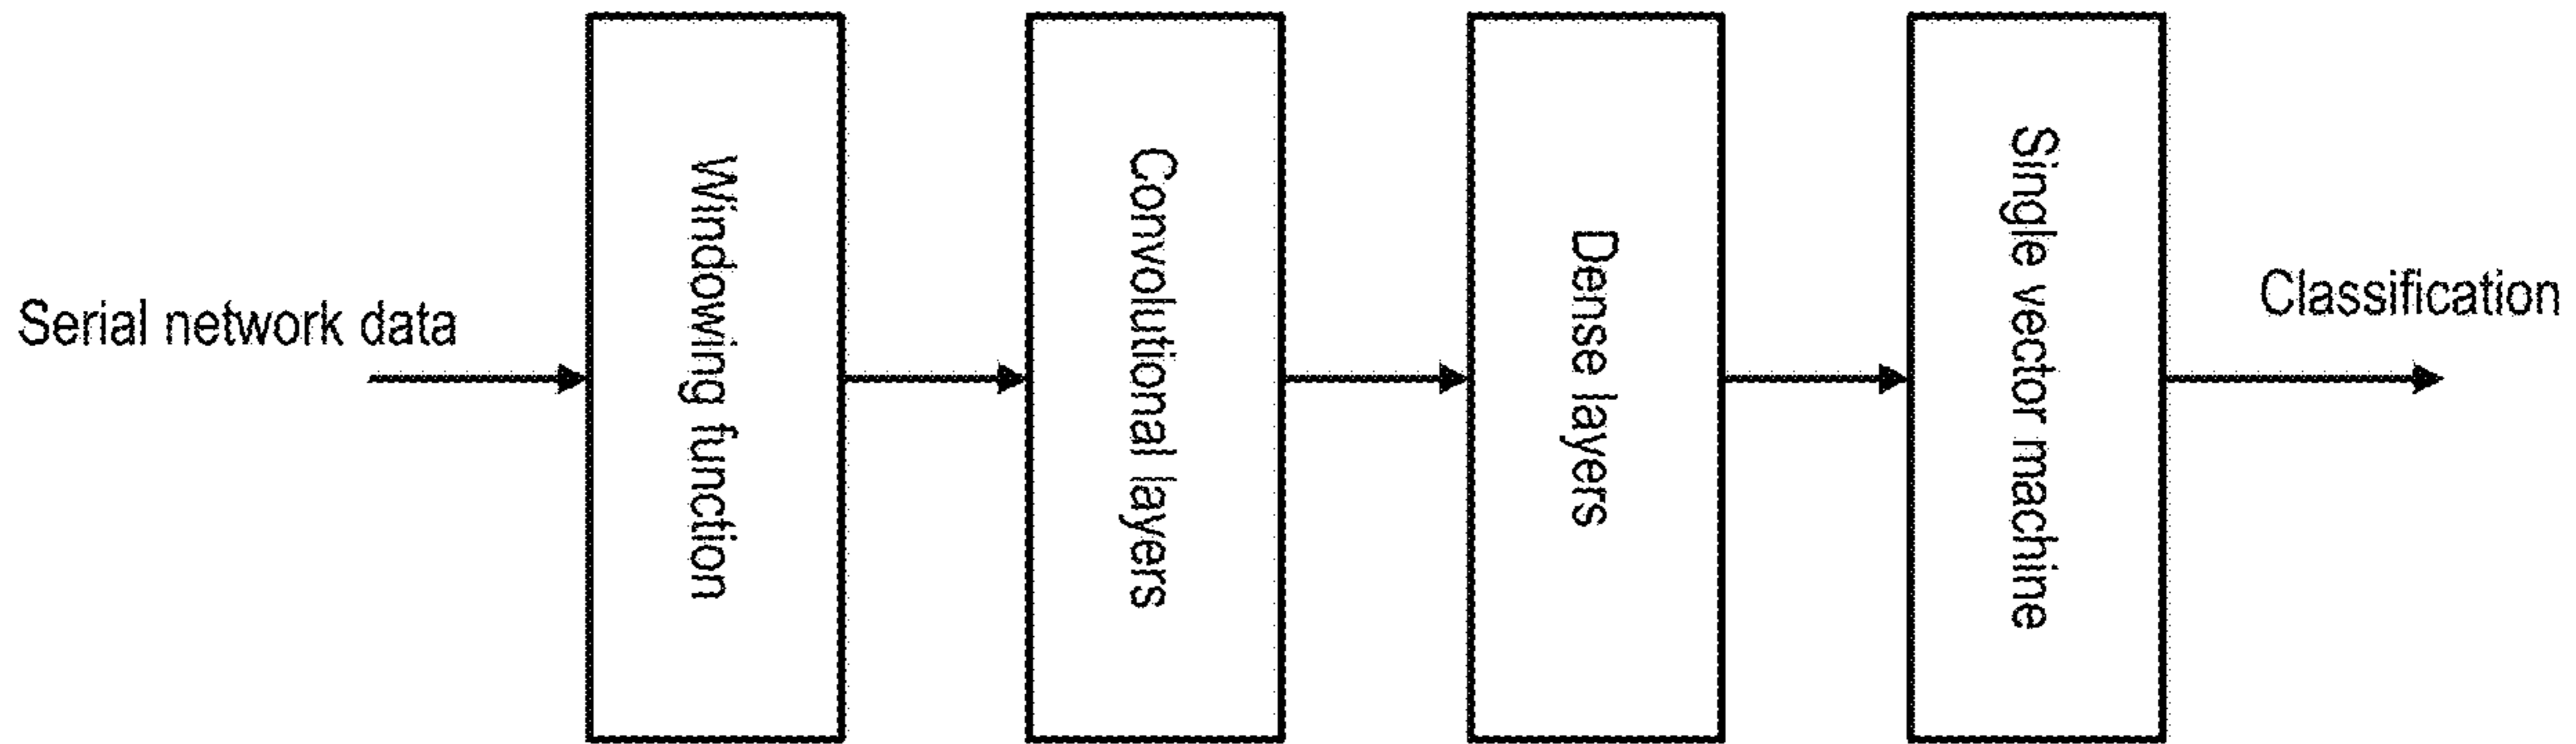 Serial network data
Windowing function
Convolutional layers
Dense layers
Single vector machine
Classification